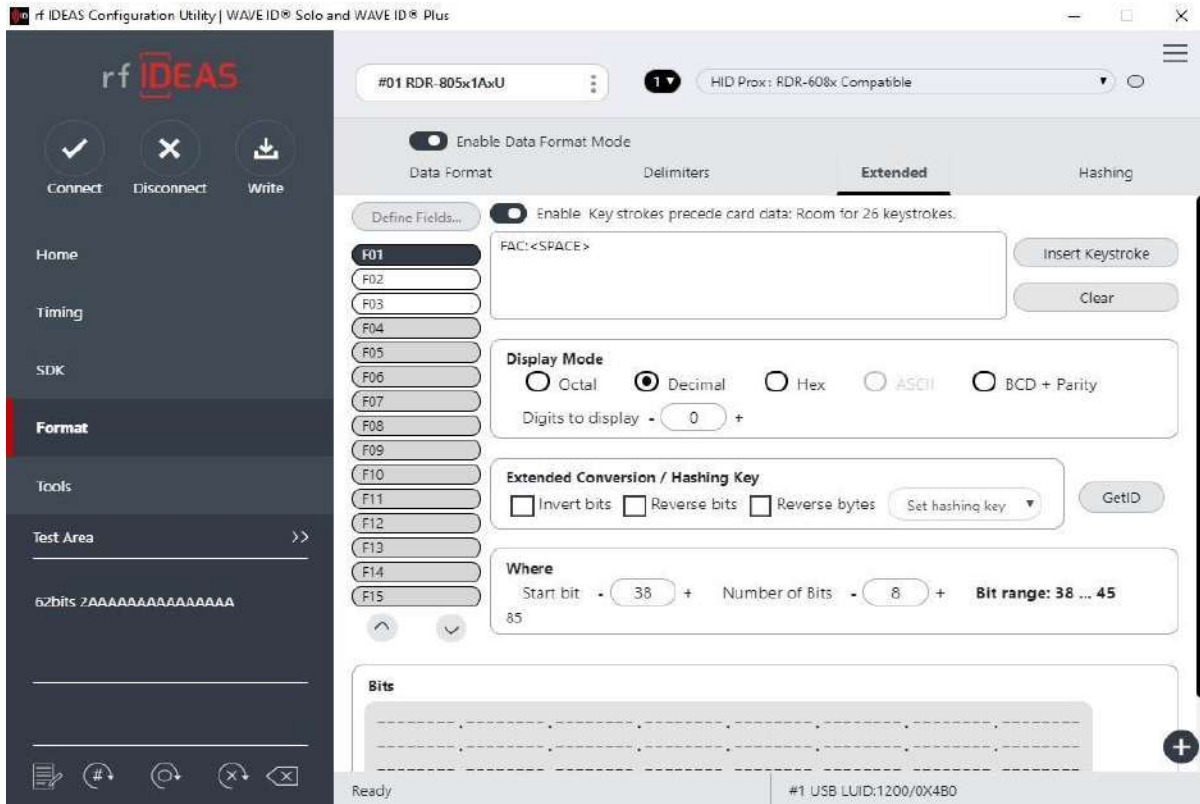 rf IDEAS Configuration Utility | WAVE ID® Solo and WAVE ID® Plus
rf IDEAS
Connect
Disconnect
Write
Home
Timing
SDK
Format
Tools
Test Area >>
62bits 2AAAAAAAAAAAAAAA
#01 RDR-805x1AxU
1
HID Prox: RDR-608x Compatible
Enable Data Format Mode
Data Format
Delimiters
Extended
Hashing
Define Fields...
Enable Key strokes precede card data: Room for 26 keystrokes.
F01
F02
F03
F04
F05
F06
F07
F08
F09
F10
F11
F12
F13
F14
F15
FAC:<SPACE>
Insert Keystroke
Clear
Display Mode
Octal
Decimal
Hex
ASCII
BCD + Parity
Digits to display - 0 +
Extended Conversion / Hashing Key
Invert bits
Reverse bits
Reverse bytes
Set hashing key
GetID
Where
Start bit - 38 + Number of Bits - 8 + Bit range: 38 ... 45
85
Bits
--------.--------.--------.--------.--------.--------.--------.--------
--------.--------.--------.--------.--------.--------.--------.--------
Ready
#1 USB LUID:1200/0X4B0